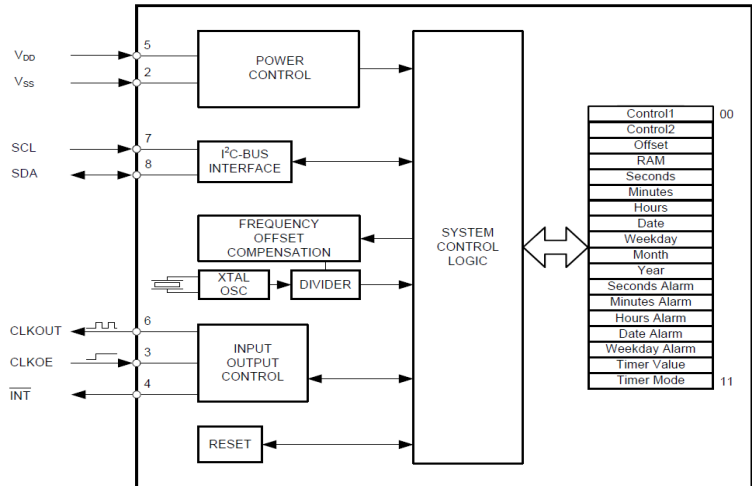 V_DD
5
V_SS
2
POWER
CONTROL
SCL
7
SDA
8
I²C-BUS
INTERFACE
FREQUENCY
OFFSET
COMPENSATION
XTAL
OSC
DIVIDER
CLKOUT
6
CLKOE
3
INT
4
INPUT
OUTPUT
CONTROL
RESET
SYSTEM
CONTROL
LOGIC
Control1 00
Control2
Offset
RAM
Seconds
Minutes
Hours
Date
Weekday
Month
Year
Seconds Alarm
Minutes Alarm
Hours Alarm
Date Alarm
Weekday Alarm
Timer Value
Timer Mode 11